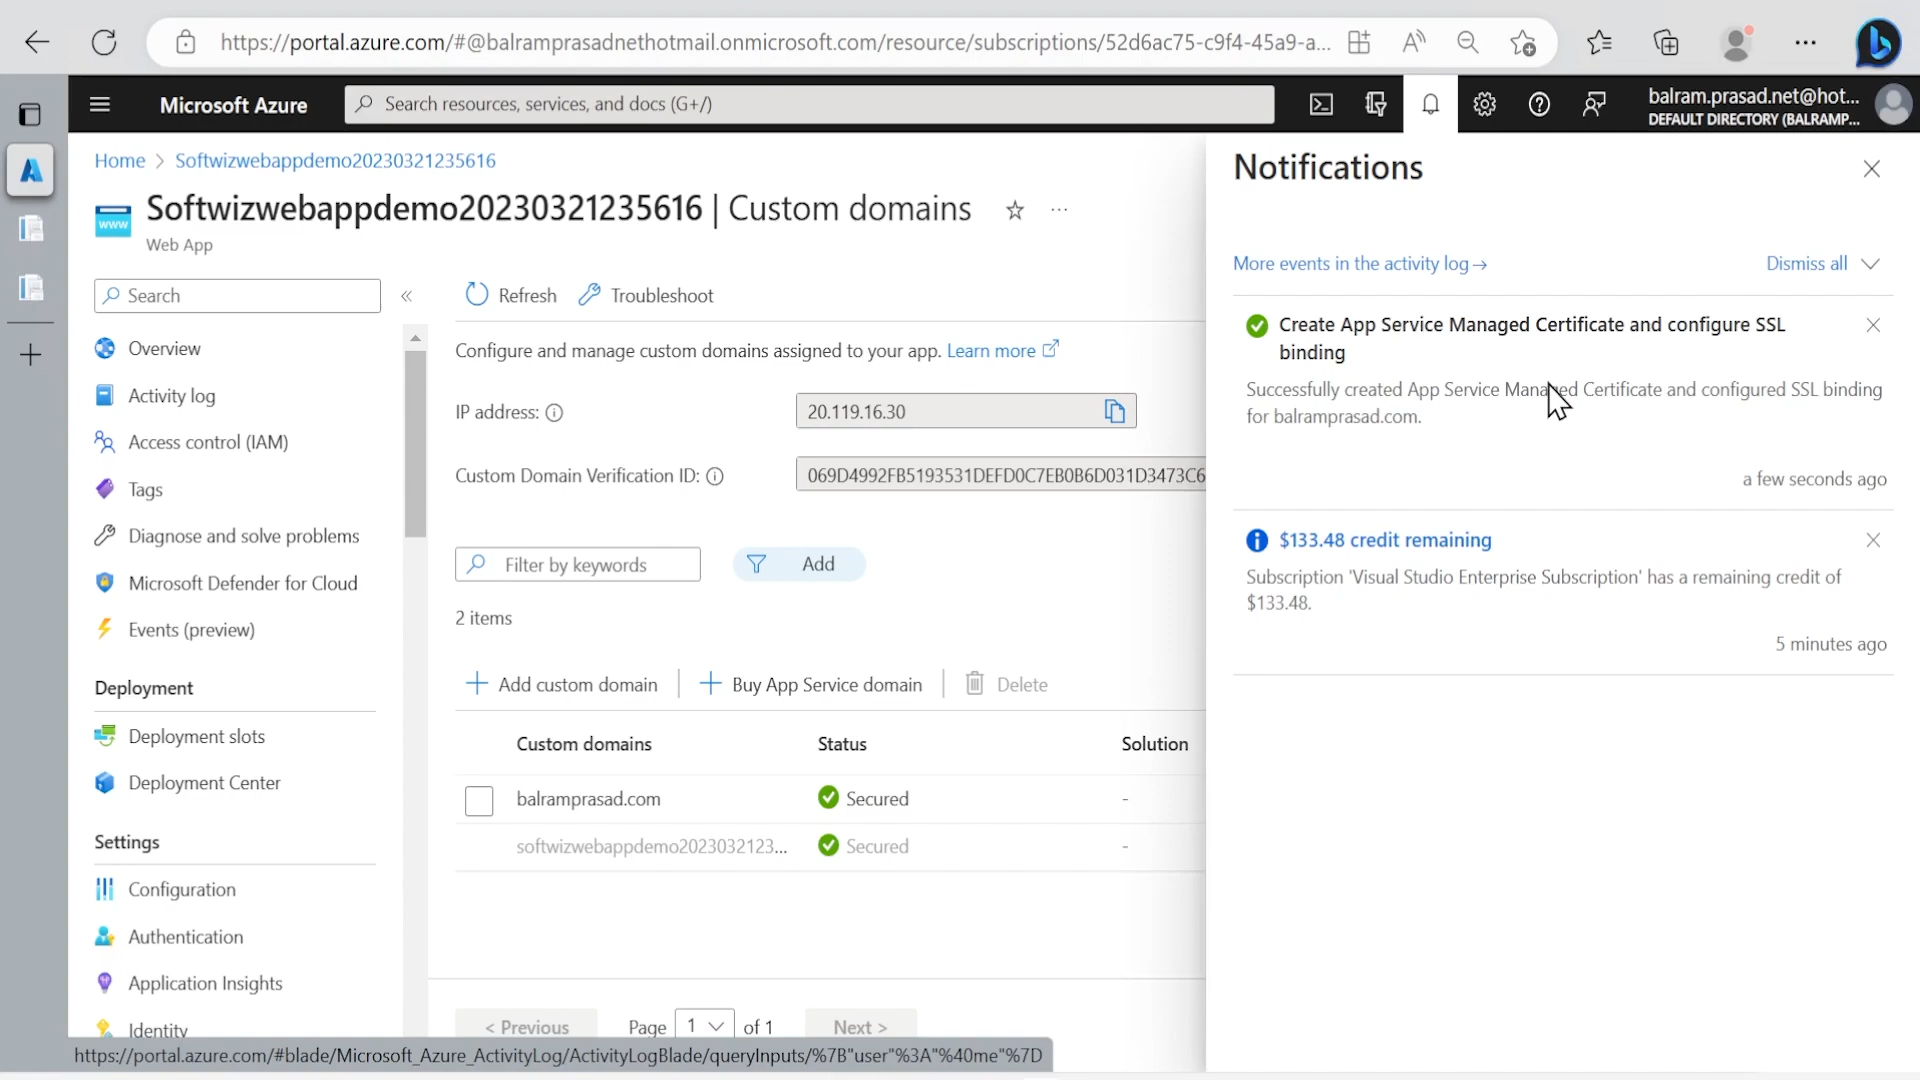 https://portal.azure.com/#@balramprasadnethotmail.onmicrosoft.com/resource/subscriptions/52d6ac75-c9f4-45a9-a...
Microsoft Azure
Search resources, services, and docs (G+/)
balram.prasad.net@hot...
DEFAULT DIRECTORY (BALRAMP...
Home > Softwizwebappdemo20230321235616
Softwizwebappdemo20230321235616 | Custom domains
www
Web App
Search
Overview
Activity log
Access control (IAM)
Tags
Diagnose and solve problems
Microsoft Defender for Cloud
Events (preview)
Deployment
Deployment slots
Deployment Center
Settings
Configuration
Authentication
Application Insights
Identity
Refresh
Troubleshoot
Configure and manage custom domains assigned to your app. Learn more
IP address:
20.119.16.30
Custom Domain Verification ID:
069D4992FB5193531DEFD0C7EB0B6D031D3473C6
Filter by keywords
Add
2 items
Add custom domain
Buy App Service domain
Delete
Custom domains Status Solution
balramprasad.com Secured -
softwizwebappdemo2023032123... Secured -
< Previous Page 1 of 1 Next >
https://portal.azure.com/#blade/Microsoft_Azure_ActivityLog/ActivityLogBlade/queryInputs/%7B"user"%3A"%40me"%7D
Notifications
More events in the activity log →
Dismiss all
Create App Service Managed Certificate and configure SSL
binding
Successfully created App Service Managed Certificate and configured SSL binding
for balramprasad.com.
a few seconds ago
$133.48 credit remaining
Subscription 'Visual Studio Enterprise Subscription' has a remaining credit of
$133.48.
5 minutes ago